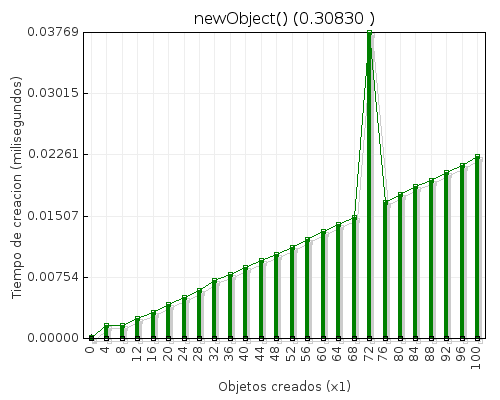 newObject() (0.30830 )
0.03769
0.03015
0.02261
0.01507
0.00754
0.00000
Tiempo de creacion (milisegundos)
0 4 8 12 16 20 24 28 32 36 40 44 48 52 56 60 64 68 72 76 80 84 88 92 96 100
Objetos creados (x1)